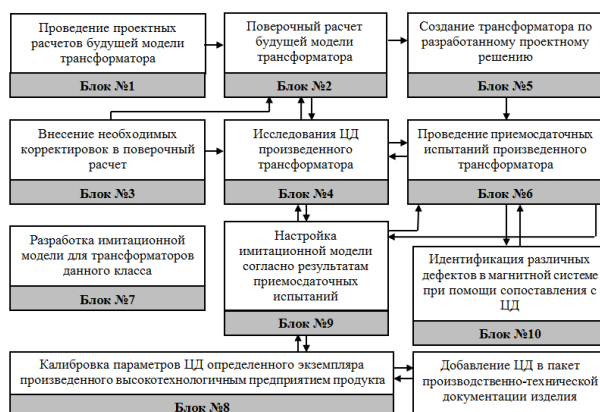 Проведение проектных
расчетов будущей модели
трансформатора
Блок №1
Поверочный расчет
будущей модели
трансформатора
Блок №2
Создание трансформатора по
разработанному проектному
решению
Блок №5
Внесение необходимых
корректировок в поверочный
расчет
Блок №3
Исследования ЦД
произведенного
трансформатора
Блок №4
Проведение приемосдаточных
испытаний произведенного
трансформатора
Блок №6
Разработка имитационной
модели для трансформаторов
данного класса
Блок №7
Настройка
имитационной модели
согласно результатам
приемосдаточных
испытаний
Блок №9
Идентификация различных
дефектов в магнитной системе
при помощи сопоставления с
ЦД
Блок №10
Калибровка параметров ЦД определенного экземпляра
произведенного высокотехнологичным предприятием продукта
Блок №8
Добавление ЦД в пакет
производственно-технической
документации изделия